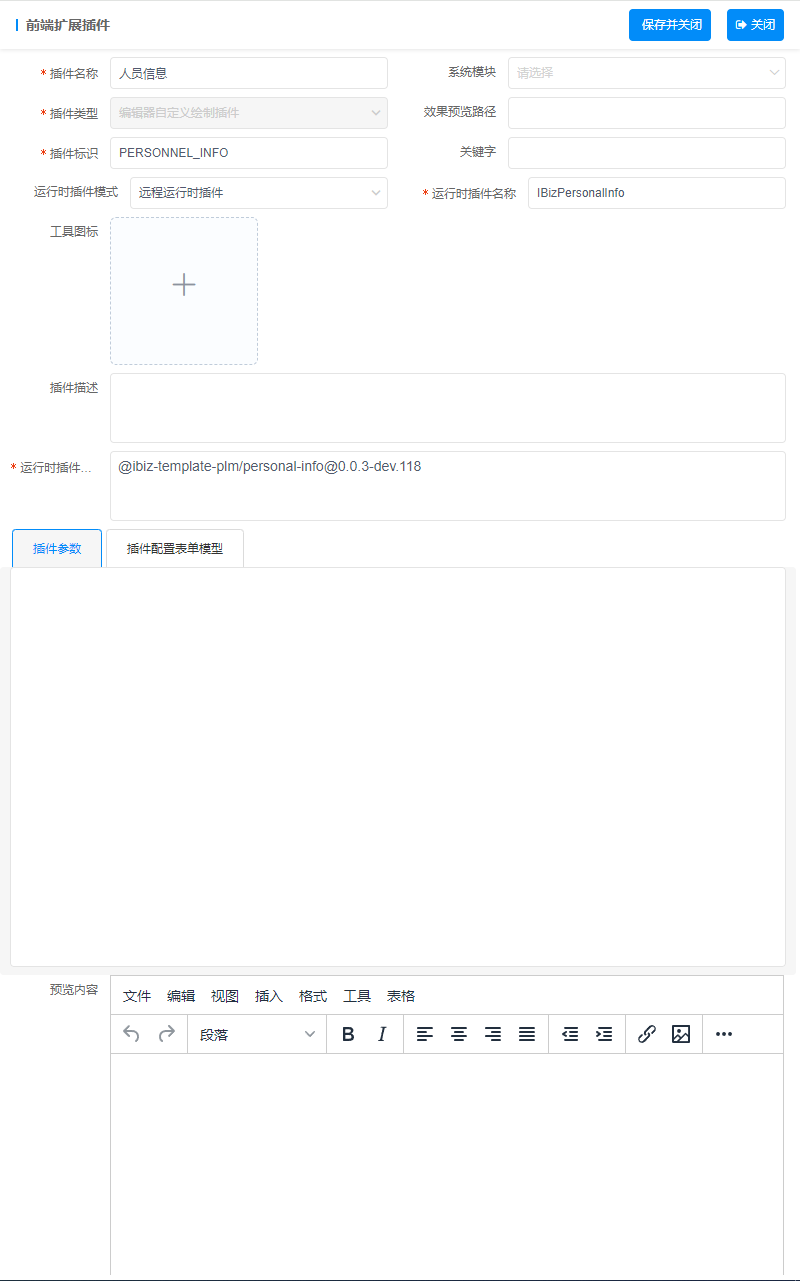 前端扩展插件
保存并关闭
关闭
* 插件名称 人员信息
系统模块 请选择
* 插件类型 编辑器自定义绘制插件
效果预览路径
* 插件标识 PERSONNEL_INFO
关键字
运行时插件模式 远程运行时插件
* 运行时插件名称 IBizPersonalInfo
工具图标
插件描述
* 运行时插件... @ibiz-template-plm/personal-info@0.0.3-dev.118
插件参数 插件配置表单模型
预览内容
文件 编辑 视图 插入 格式 工具 表格
段落 B I